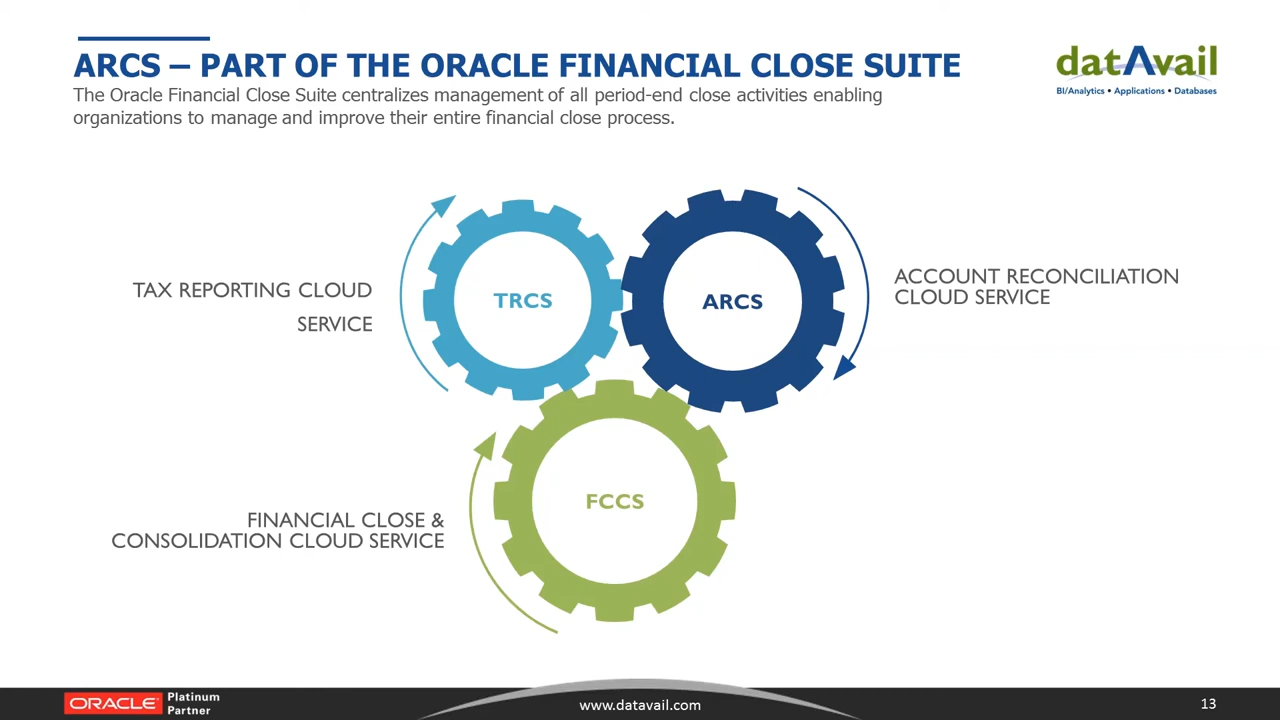 ARCS – PART OF THE ORACLE FINANCIAL CLOSE SUITE
The Oracle Financial Close Suite centralizes management of all period-end close activities enabling
organizations to manage and improve their entire financial close process.
datAvail
BI/Analytics • Applications • Databases
TAX REPORTING CLOUD
SERVICE
TRCS
ARCS
ACCOUNT RECONCILIATION
CLOUD SERVICE
FINANCIAL CLOSE &
CONSOLIDATION CLOUD SERVICE
FCCS
ORACLE
Platinum
Partner
www.datavail.com
13